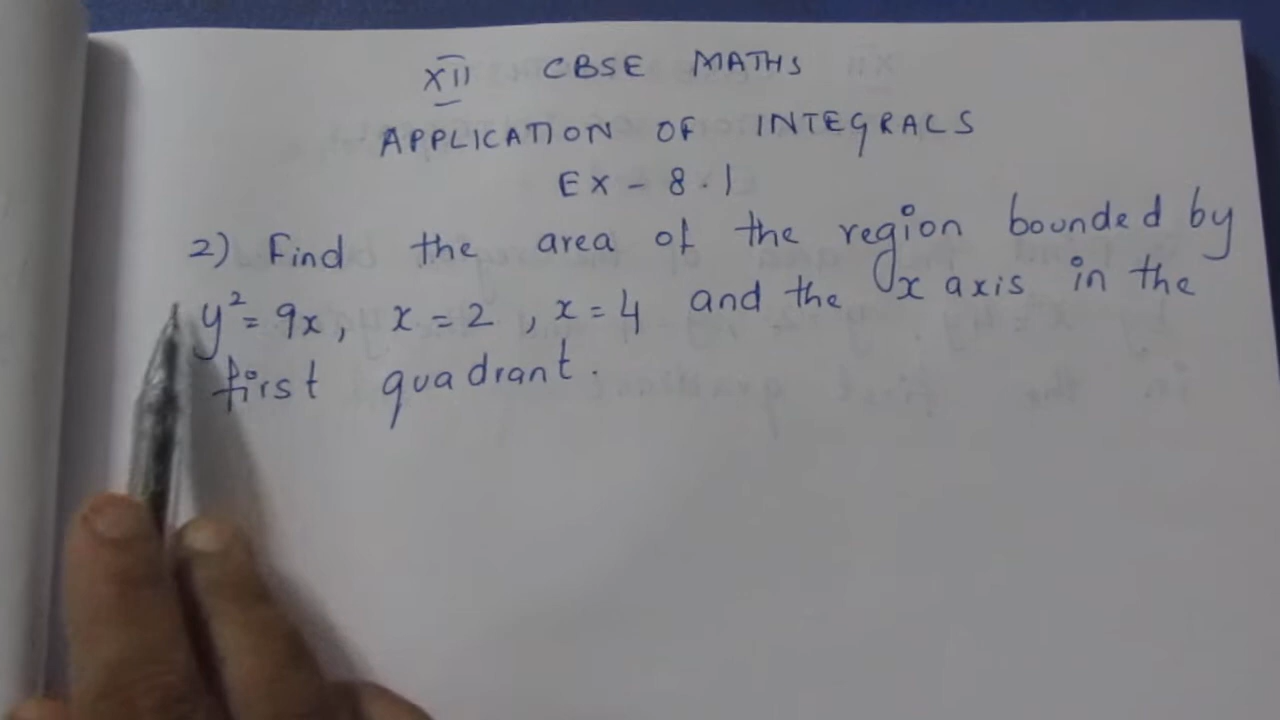 XII CBSE MATHS
APPLICATION OF INTEGRALS
EX - 8.1
2) Find the area of the region bounded by
y² = 9x, x = 2, x = 4 and the x axis in the
first quadrant.